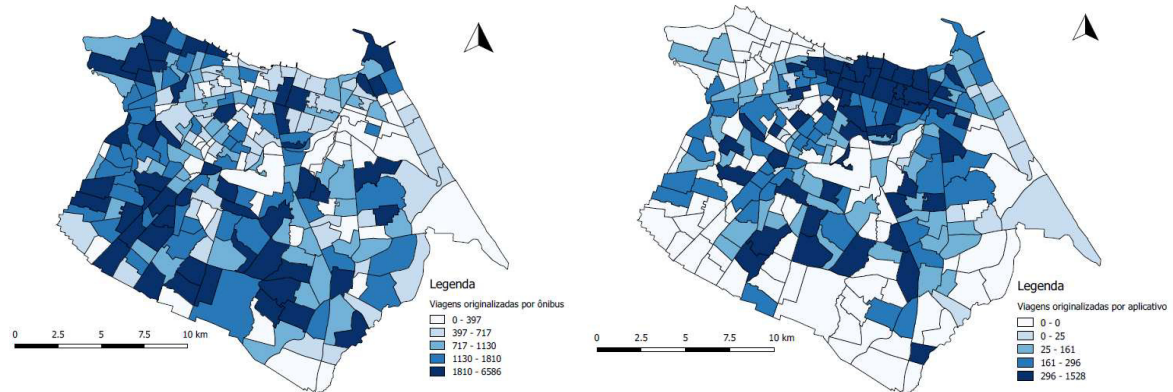 Legenda
Viagens originalizadas por ônibus
0 - 397
397 - 717
717 - 1130
1130 - 1810
1810 - 6586
0 2.5 5 7.5 10 km
Legenda
Viagens originalizadas por aplicativo
0 - 0
0 - 25
25 - 161
161 - 296
296 - 1528
0 2.5 5 7.5 10 km